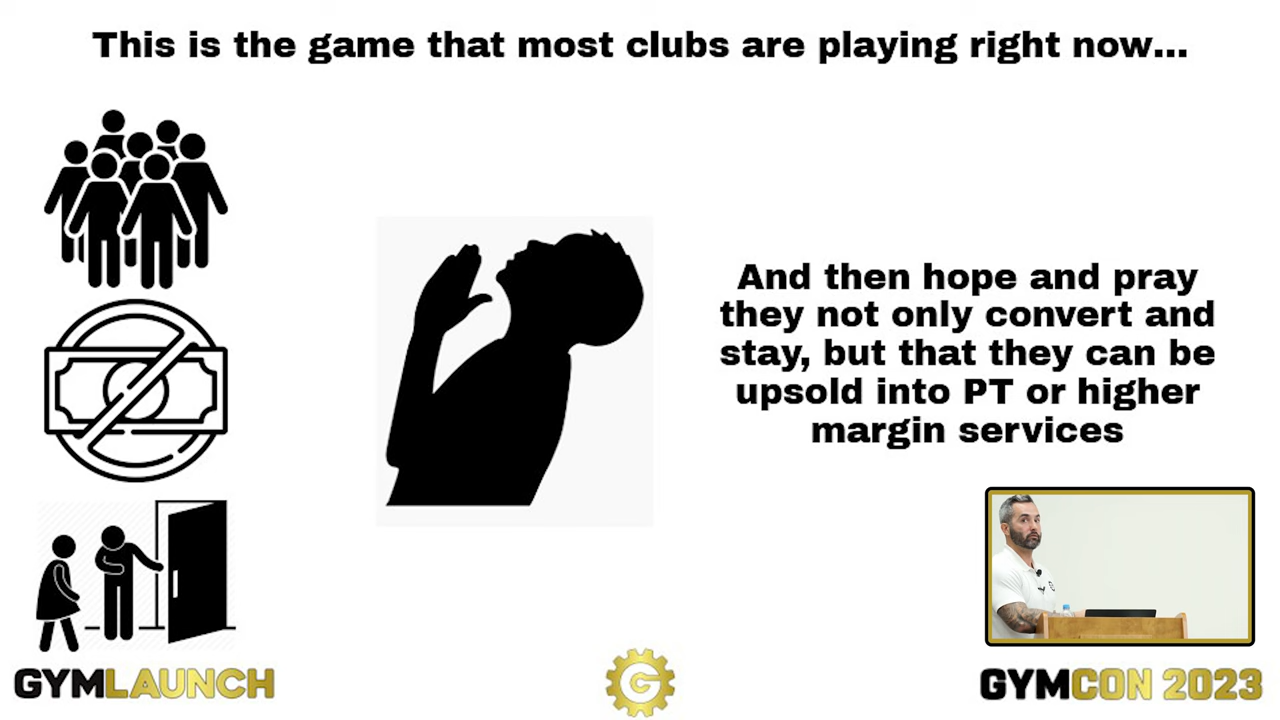 This is the game that most clubs are playing right now...
And then hope and pray
they not only convert and
stay, but that they can be
upsold into PT or higher
margin services
GYMLAUNCH
G
GYMCON 2023